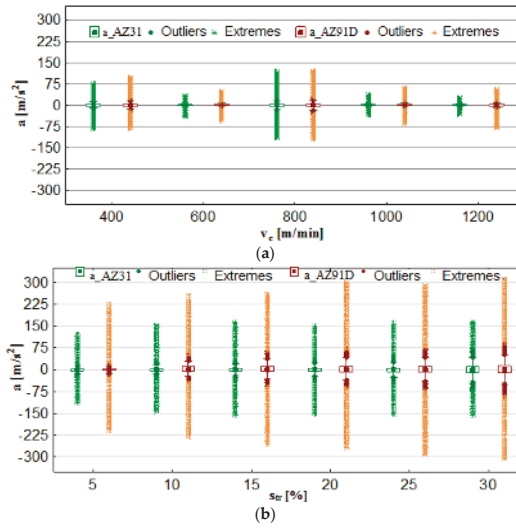 300
225
150
75
0
-75
-150
-225
-300
a [m/s²]
a_AZ31 Outliers Extremes a_AZ91D Outliers Extremes
400 600 800 1000 1200
v_c [m/min]
(a)
300
225
150
75
0
-75
-150
-225
-300
a [m/s²]
a_AZ31 Outliers Extremes a_AZ91D Outliers Extremes
5 10 15 20 25 30
s_tr [%]
(b)